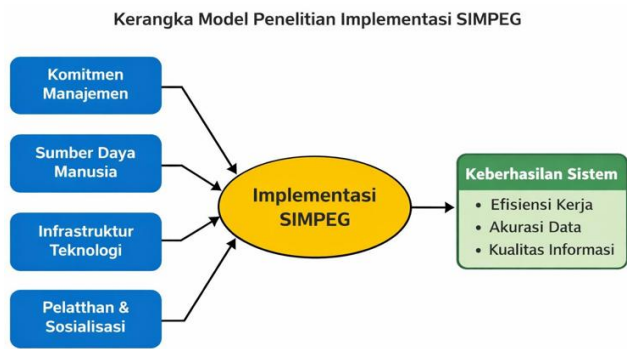 Kerangka Model Penelitian Implementasi SIMPEG
Komitmen
Manajemen
Sumber Daya
Manusia
Infrastruktur
Teknologi
Pelatthan &
Sosialisasi
Implementasi
SIMPEG
Keberhasilan Sistem
• Efisiensi Kerja
• Akurasi Data
• Kualitas Informasi